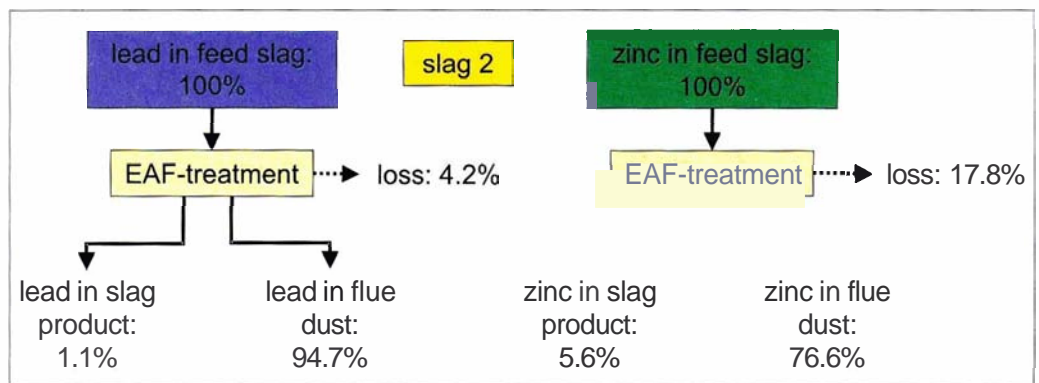 lead in feed slag:
100%
slag 2
zinc in feed slag:
100%
EAF-treatment
loss: 4.2%
EAF-treatment
loss: 17.8%
lead in slag
product:
1.1%
lead in flue
dust:
94.7%
zinc in slag
product:
5.6%
zinc in flue
dust:
76.6%